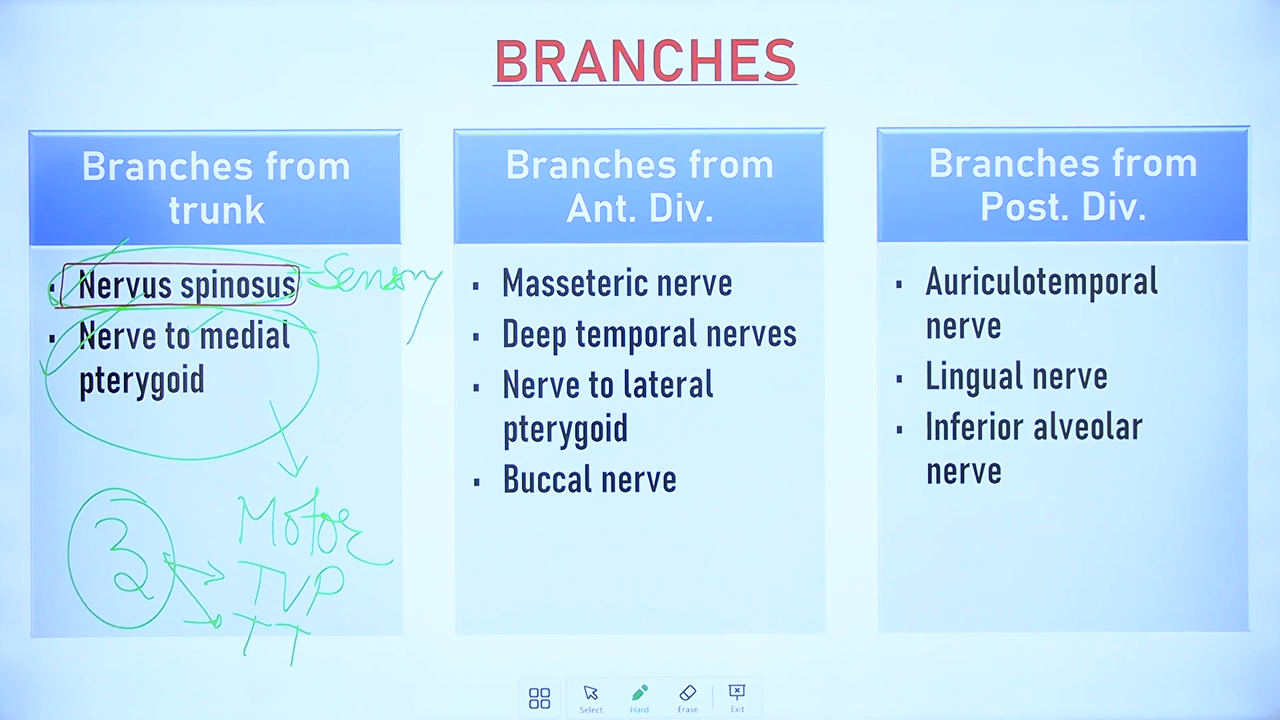 BRANCHES
Branches from
trunk
Nervus spinosus
Sensory
Nerve to medial
pterygoid
3
Motor
TVP
TT
Branches from
Ant. Div.
Masseteric nerve
Deep temporal nerves
Nerve to lateral
pterygoid
Buccal nerve
Branches from
Post. Div.
Auriculotemporal
nerve
Lingual nerve
Inferior alveolar
nerve
Select
Hard
Erase
Exit